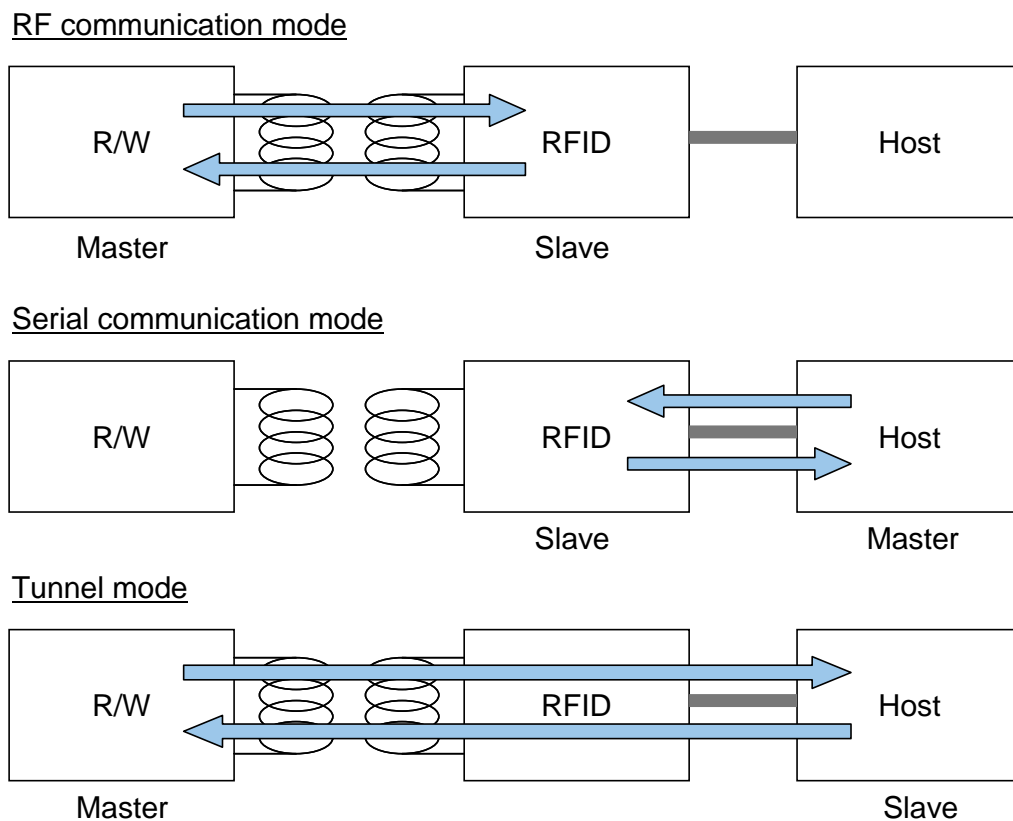 RF communication mode
R/W RFID Host
Master Slave
Serial communication mode
R/W RFID Host
Slave Master
Tunnel mode
R/W RFID Host
Master Slave